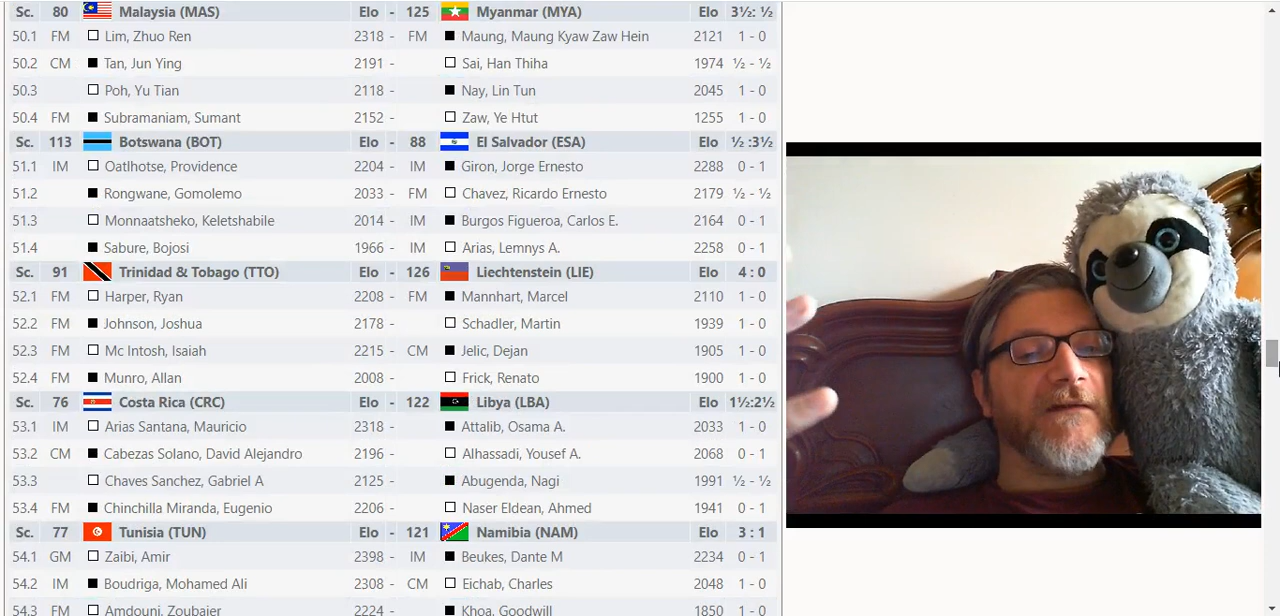 Sc. 80 Malaysia (MAS) Elo - 125 Myanmar (MYA) Elo 3½: ½
50.1 FM Lim, Zhuo Ren 2318 - FM Maung, Maung Kyaw Zaw Hein 2121 1 - 0
50.2 CM Tan, Jun Ying 2191 - Sai, Han Thiha 1974 ½ - ½
50.3 Poh, Yu Tian 2118 - Nay, Lin Tun 2045 1 - 0
50.4 FM Subramaniam, Sumant 2152 - Zaw, Ye Htut 1255 1 - 0
Sc. 113 Botswana (BOT) Elo - 88 El Salvador (ESA) Elo ½ :3½
51.1 IM Oatlhotse, Providence 2204 - IM Giron, Jorge Ernesto 2288 0 - 1
51.2 Rongwane, Gomolemo 2033 - FM Chavez, Ricardo Ernesto 2179 ½ - ½
51.3 Monnaatsheko, Keletshabile 2014 - IM Burgos Figueroa, Carlos E. 2164 0 - 1
51.4 Sabure, Bojosi 1966 - IM Arias, Lemnys A. 2258 0 - 1
Sc. 91 Trinidad & Tobago (TTO) Elo - 126 Liechtenstein (LIE) Elo 4 : 0
52.1 FM Harper, Ryan 2208 - FM Mannhart, Marcel 2110 1 - 0
52.2 FM Johnson, Joshua 2178 - Schadler, Martin 1939 1 - 0
52.3 FM Mc Intosh, Isaiah 2215 - CM Jelic, Dejan 1905 1 - 0
52.4 FM Munro, Allan 2008 - Frick, Renato 1900 1 - 0
Sc. 76 Costa Rica (CRC) Elo - 122 Libya (LBA) Elo 1½:2½
53.1 IM Arias Santana, Mauricio 2318 - Attalib, Osama A. 2033 1 - 0
53.2 CM Cabezas Solano, David Alejandro 2196 - Alhassadi, Yousef A. 2068 0 - 1
53.3 Chaves Sanchez, Gabriel A 2125 - Abugenda, Nagi 1991 ½ - ½
53.4 FM Chinchilla Miranda, Eugenio 2206 - Naser Eldean, Ahmed 1941 0 - 1
Sc. 77 Tunisia (TUN) Elo - 121 Namibia (NAM) Elo 3 : 1
54.1 GM Zaibi, Amir 2398 - IM Beukes, Dante M 2234 0 - 1
54.2 IM Boudriga, Mohamed Ali 2308 - CM Eichab, Charles 2048 1 - 0
54.3 FM Amdouni, Zoubaier 2224 - Khoa, Goodwill 1850 1 - 0